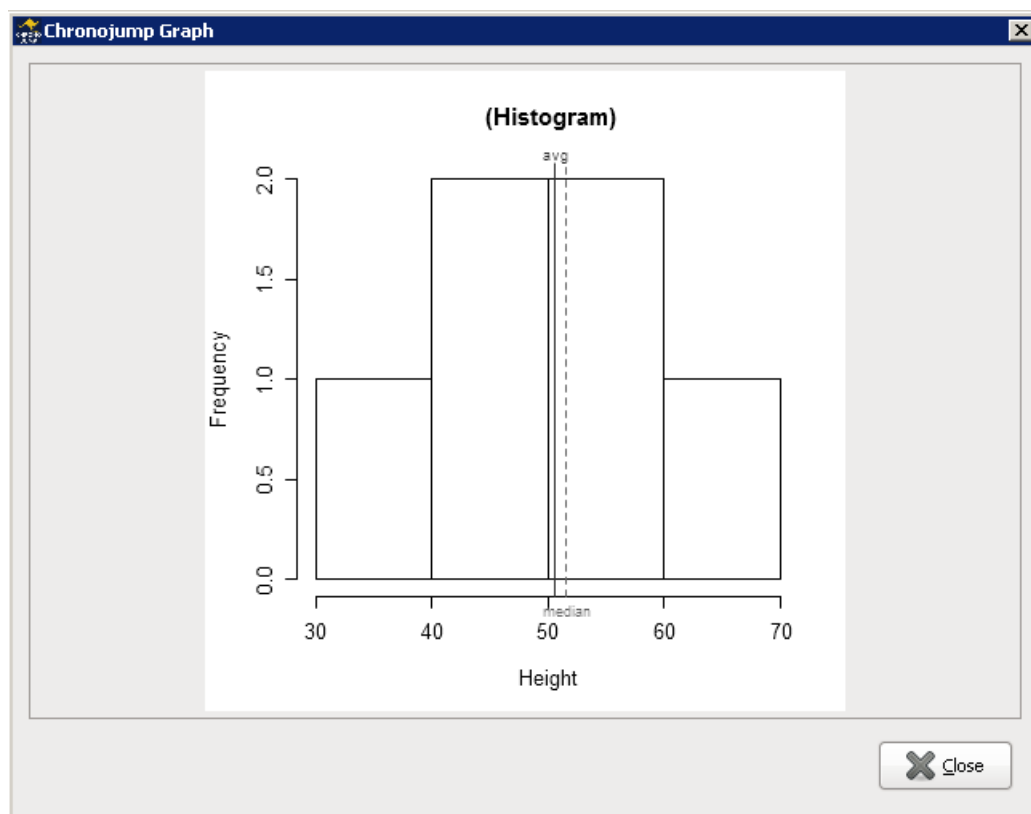 Chronojump Graph
(Histogram)
avg
2.0
1.5
1.0
0.5
0.0
Frequency
median
30 40 50 60 70
Height
Close